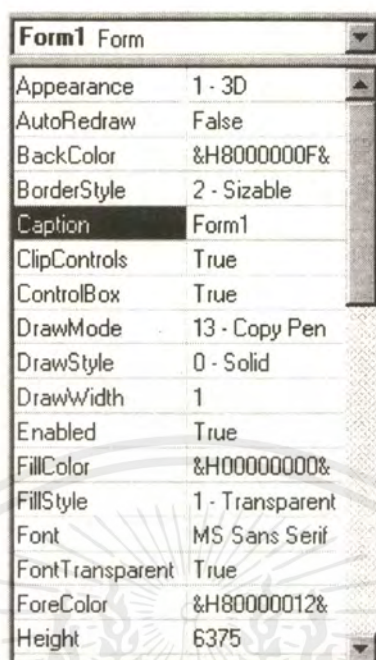 Form1 Form
Appearance 1 - 3D
AutoRedraw False
BackColor &H8000000F&
BorderStyle 2 - Sizable
Caption Form1
ClipControls True
ControlBox True
DrawMode 13 - Copy Pen
DrawStyle 0 - Solid
DrawWidth 1
Enabled True
FillColor &H00000000&
FillStyle 1 - Transparent
Font MS Sans Serif
FontTransparent True
ForeColor &H80000012&
Height 6375